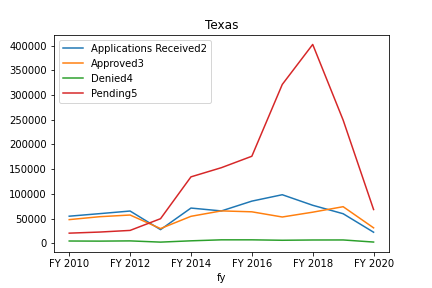 Texas
Applications Received2
Approved3
Denied4
Pending5
400000
350000
300000
250000
200000
150000
100000
50000
0
FY 2010 FY 2012 FY 2014 FY 2016 FY 2018 FY 2020
fy